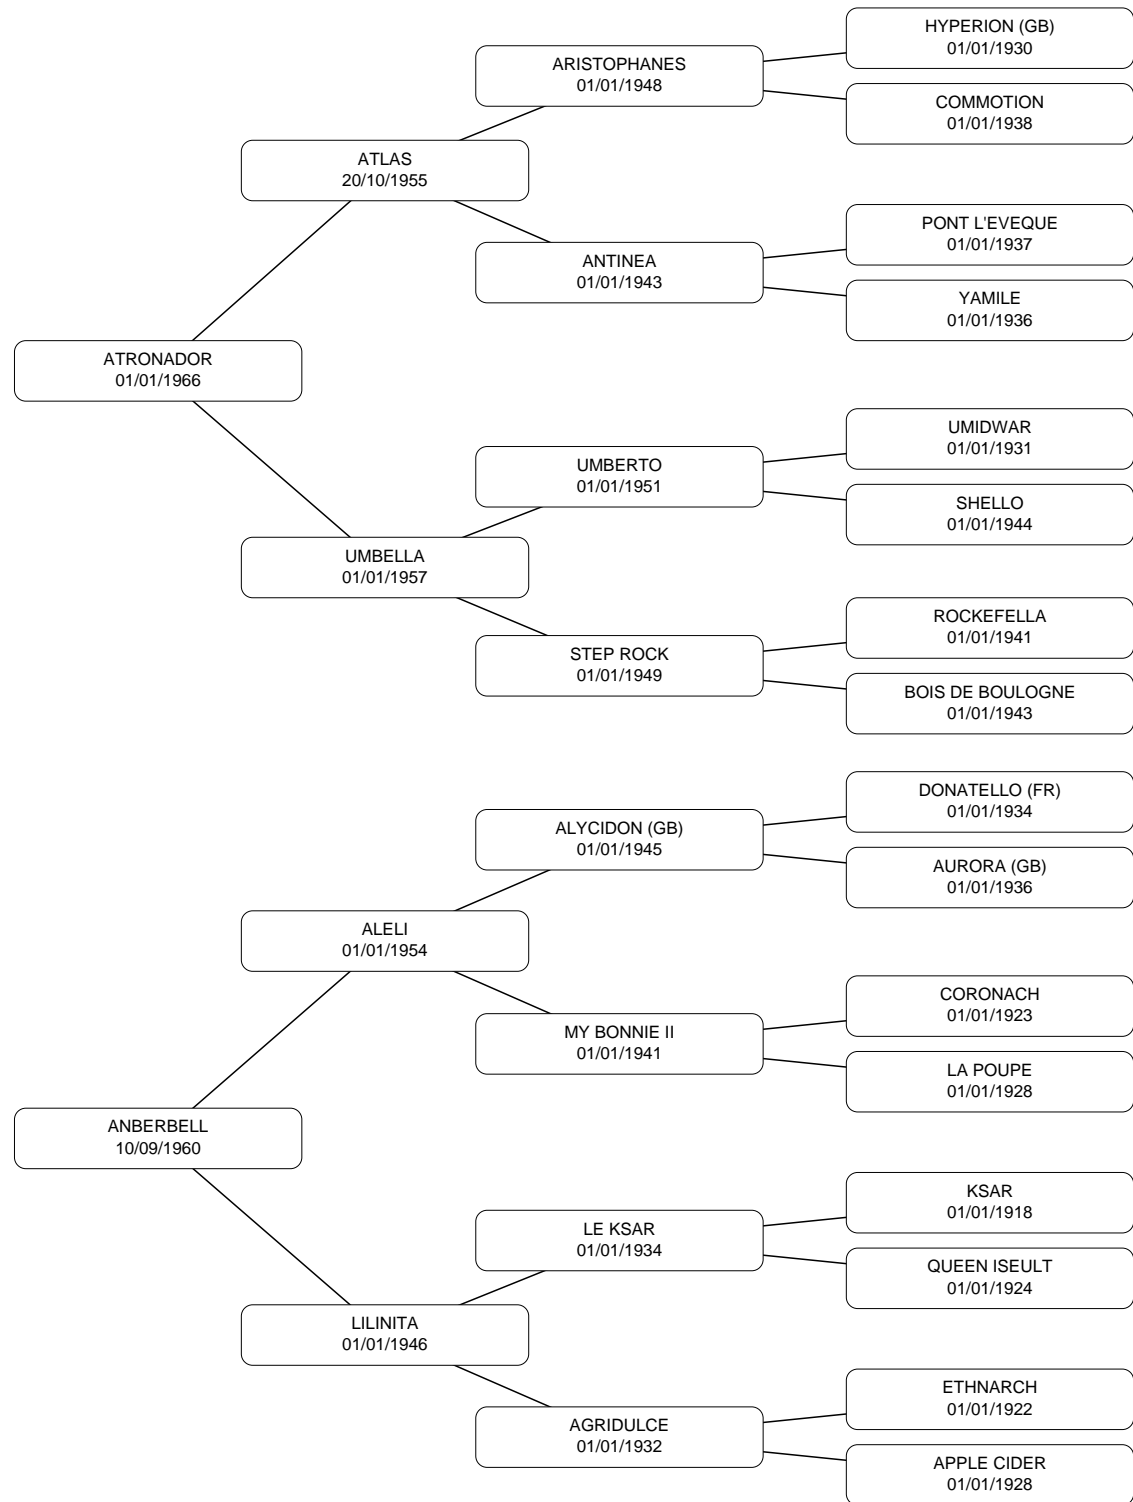 HYPERION (GB)
01/01/1930
ARISTOPHANES
01/01/1948
COMMOTION
01/01/1938
ATLAS
20/10/1955
PONT L'EVEQUE
01/01/1937
ANTINEA
01/01/1943
YAMILE
01/01/1936
ATRONADOR
01/01/1966
UMIDWAR
01/01/1931
UMBERTO
01/01/1951
SHELLO
01/01/1944
UMBELLA
01/01/1957
ROCKEFELLA
01/01/1941
STEP ROCK
01/01/1949
BOIS DE BOULOGNE
01/01/1943
DONATELLO (FR)
01/01/1934
ALYCIDON (GB)
01/01/1945
AURORA (GB)
01/01/1936
ALELI
01/01/1954
CORONACH
01/01/1923
MY BONNIE II
01/01/1941
LA POUPE
01/01/1928
ANBERBELL
10/09/1960
KSAR
01/01/1918
LE KSAR
01/01/1934
QUEEN ISEULT
01/01/1924
LILINITA
01/01/1946
ETHNARCH
01/01/1922
AGRIDULCE
01/01/1932
APPLE CIDER
01/01/1928